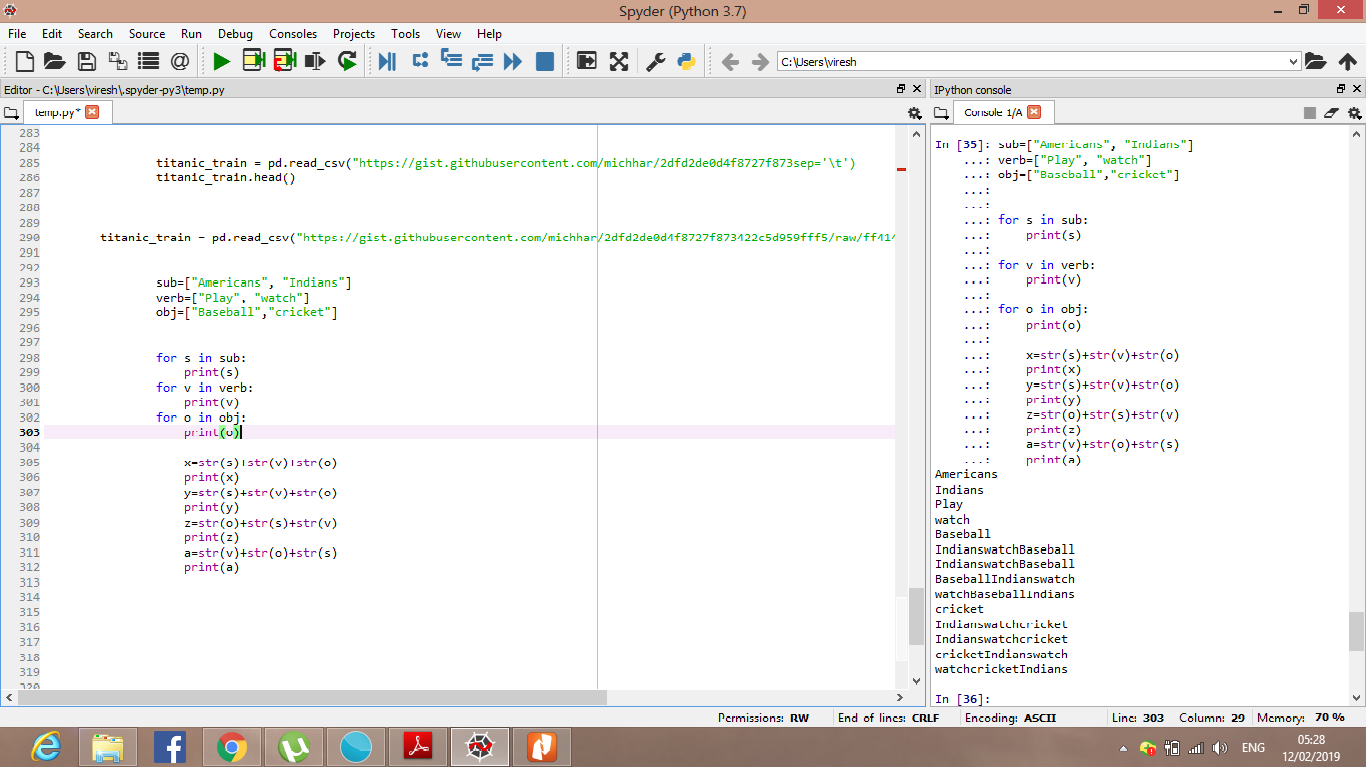 Spyder (Python 3.7)
File Edit Search Source Run Debug Consoles Projects Tools View Help
C:\Users\viresh
Editor - C:\Users\viresh\.spyder-py3\temp.py
temp.py*
283
284
285 titanic_train = pd.read_csv("https://gist.githubusercontent.com/michhar/2dfd2de0d4f8727f873sep='\t')
286 titanic_train.head()
287
288
289
290 titanic_train = pd.read_csv("https://gist.githubusercontent.com/michhar/2dfd2de0d4f8727f873422c5d959fff5/raw/ff414
291
292
293 sub=["Americans", "Indians"]
294 verb=["Play", "watch"]
295 obj=["Baseball","cricket"]
296
297
298 for s in sub:
299 print(s)
300 for v in verb:
301 print(v)
302 for o in obj:
303 print(o)
304
305 x=str(s)+str(v)+str(o)
306 print(x)
307 y=str(s)+str(v)+str(o)
308 print(y)
309 z=str(o)+str(s)+str(v)
310 print(z)
311 a=str(v)+str(o)+str(s)
312 print(a)
313
314
315
316
317
318
319
320
IPython console
Console 1/A
In [35]: sub=["Americans", "Indians"]
...: verb=["Play", "watch"]
...: obj=["Baseball","cricket"]
...:
...:
...: for s in sub:
...: print(s)
...:
...: for v in verb:
...: print(v)
...:
...: for o in obj:
...: print(o)
...:
...: x=str(s)+str(v)+str(o)
...: print(x)
...: y=str(s)+str(v)+str(o)
...: print(y)
...: z=str(o)+str(s)+str(v)
...: print(z)
...: a=str(v)+str(o)+str(s)
...: print(a)
Americans
Indians
Play
watch
Baseball
IndianswatchBaseball
IndianswatchBaseball
BaseballIndianswatch
watchBaseballIndians
cricket
Indianswatchcricket
Indianswatchcricket
cricketIndianswatch
watchcricketIndians
In [36]:
Permissions: RW End of lines: CRLF Encoding: ASCII Line: 303 Column: 29 Memory: 70 %
ENG
05:28
12/02/2019